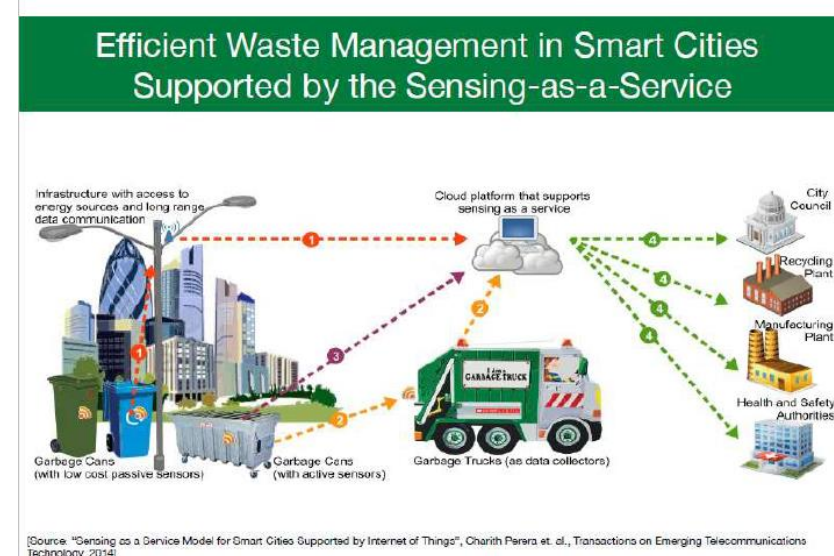 Efficient Waste Management in Smart Cities
Supported by the Sensing-as-a-Service
Infrastructure with access to
energy sources and long range
data communication
Cloud platform that supports
sensing as a service
City
Council
1
4
Recycling
Plant
4
2
1
3
4
4
Manufacturing
Plant
I am a
GARBAGE TRUCK
2
Health and Safety
Authorities
Garbage Cans
(with low cost passive sensors)
Garbage Cans
(with active sensors)
Garbage Trucks (as data collectors)
[Source: "Sensing as a Service Model for Smart Cities Supported by Internet of Things", Charith Perera et. al., Transactions on Emerging Telecommunications
Technology, 2014]